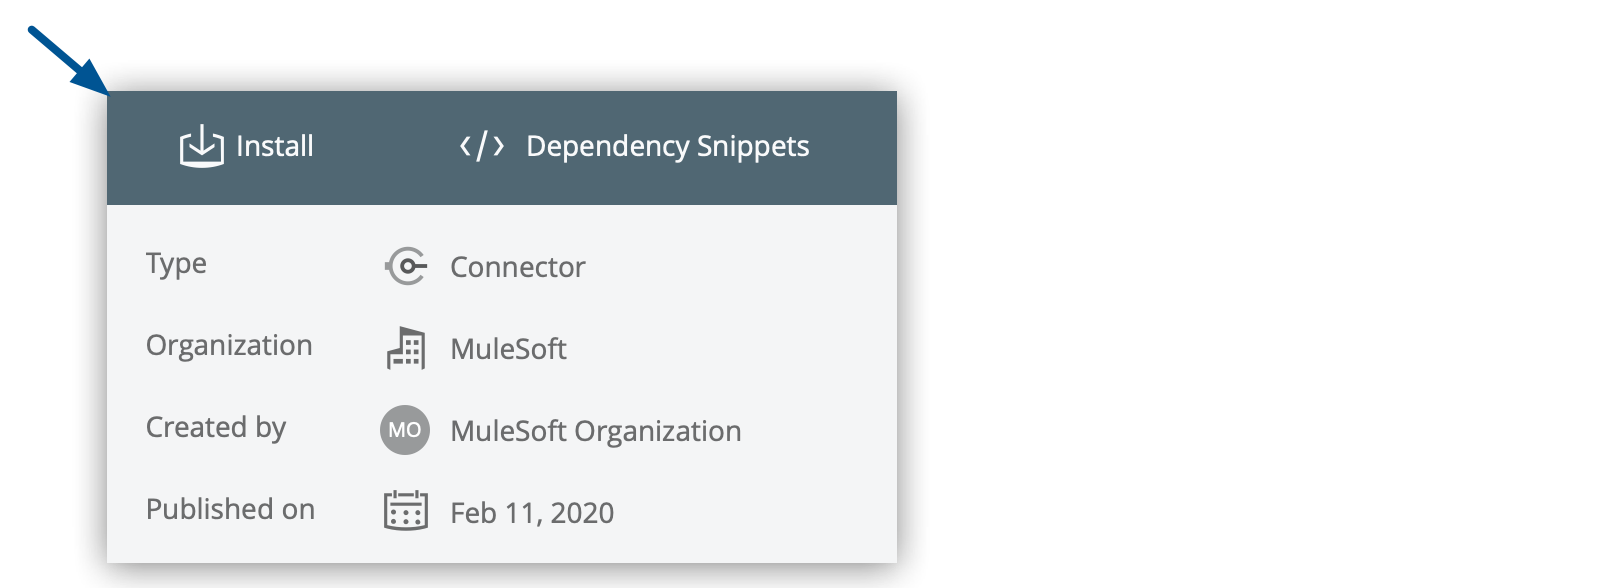 Install </> Dependency Snippets
Type Connector
Organization MuleSoft
Created by MO MuleSoft Organization
Published on Feb 11, 2020